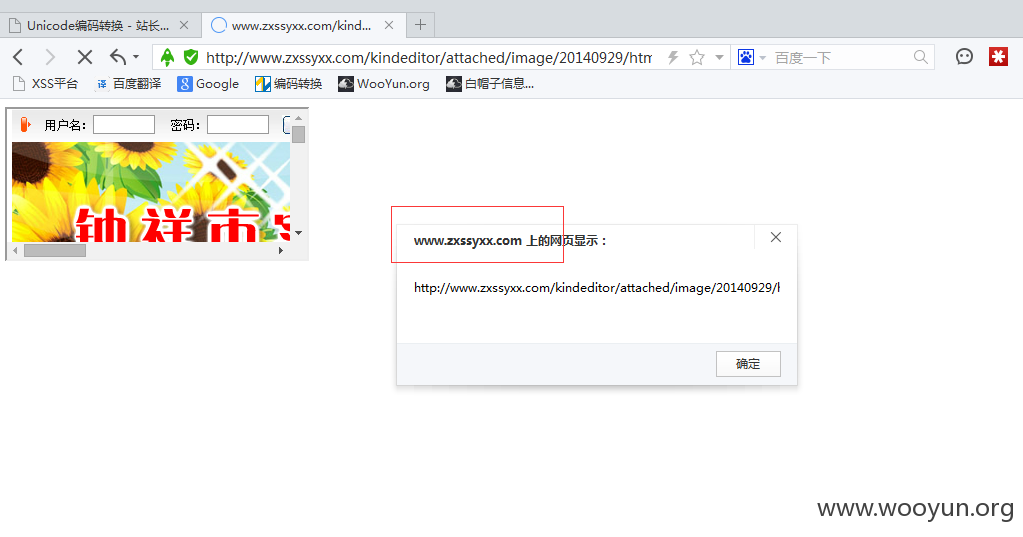 Unicode编码转换 - 站长...
www.zxssyxx.com/kind...
http://www.zxssyxx.com/kindeditor/attached/image/20140929/htm
百度一下
XSS平台 百度翻译 Google 编码转换 WooYun.org 白帽子信息...
用户名: 密码:
钟祥市
www.zxssyxx.com 上的网页显示：
http://www.zxssyxx.com/kindeditor/attached/image/20140929/h
确定
www.wooyun.org